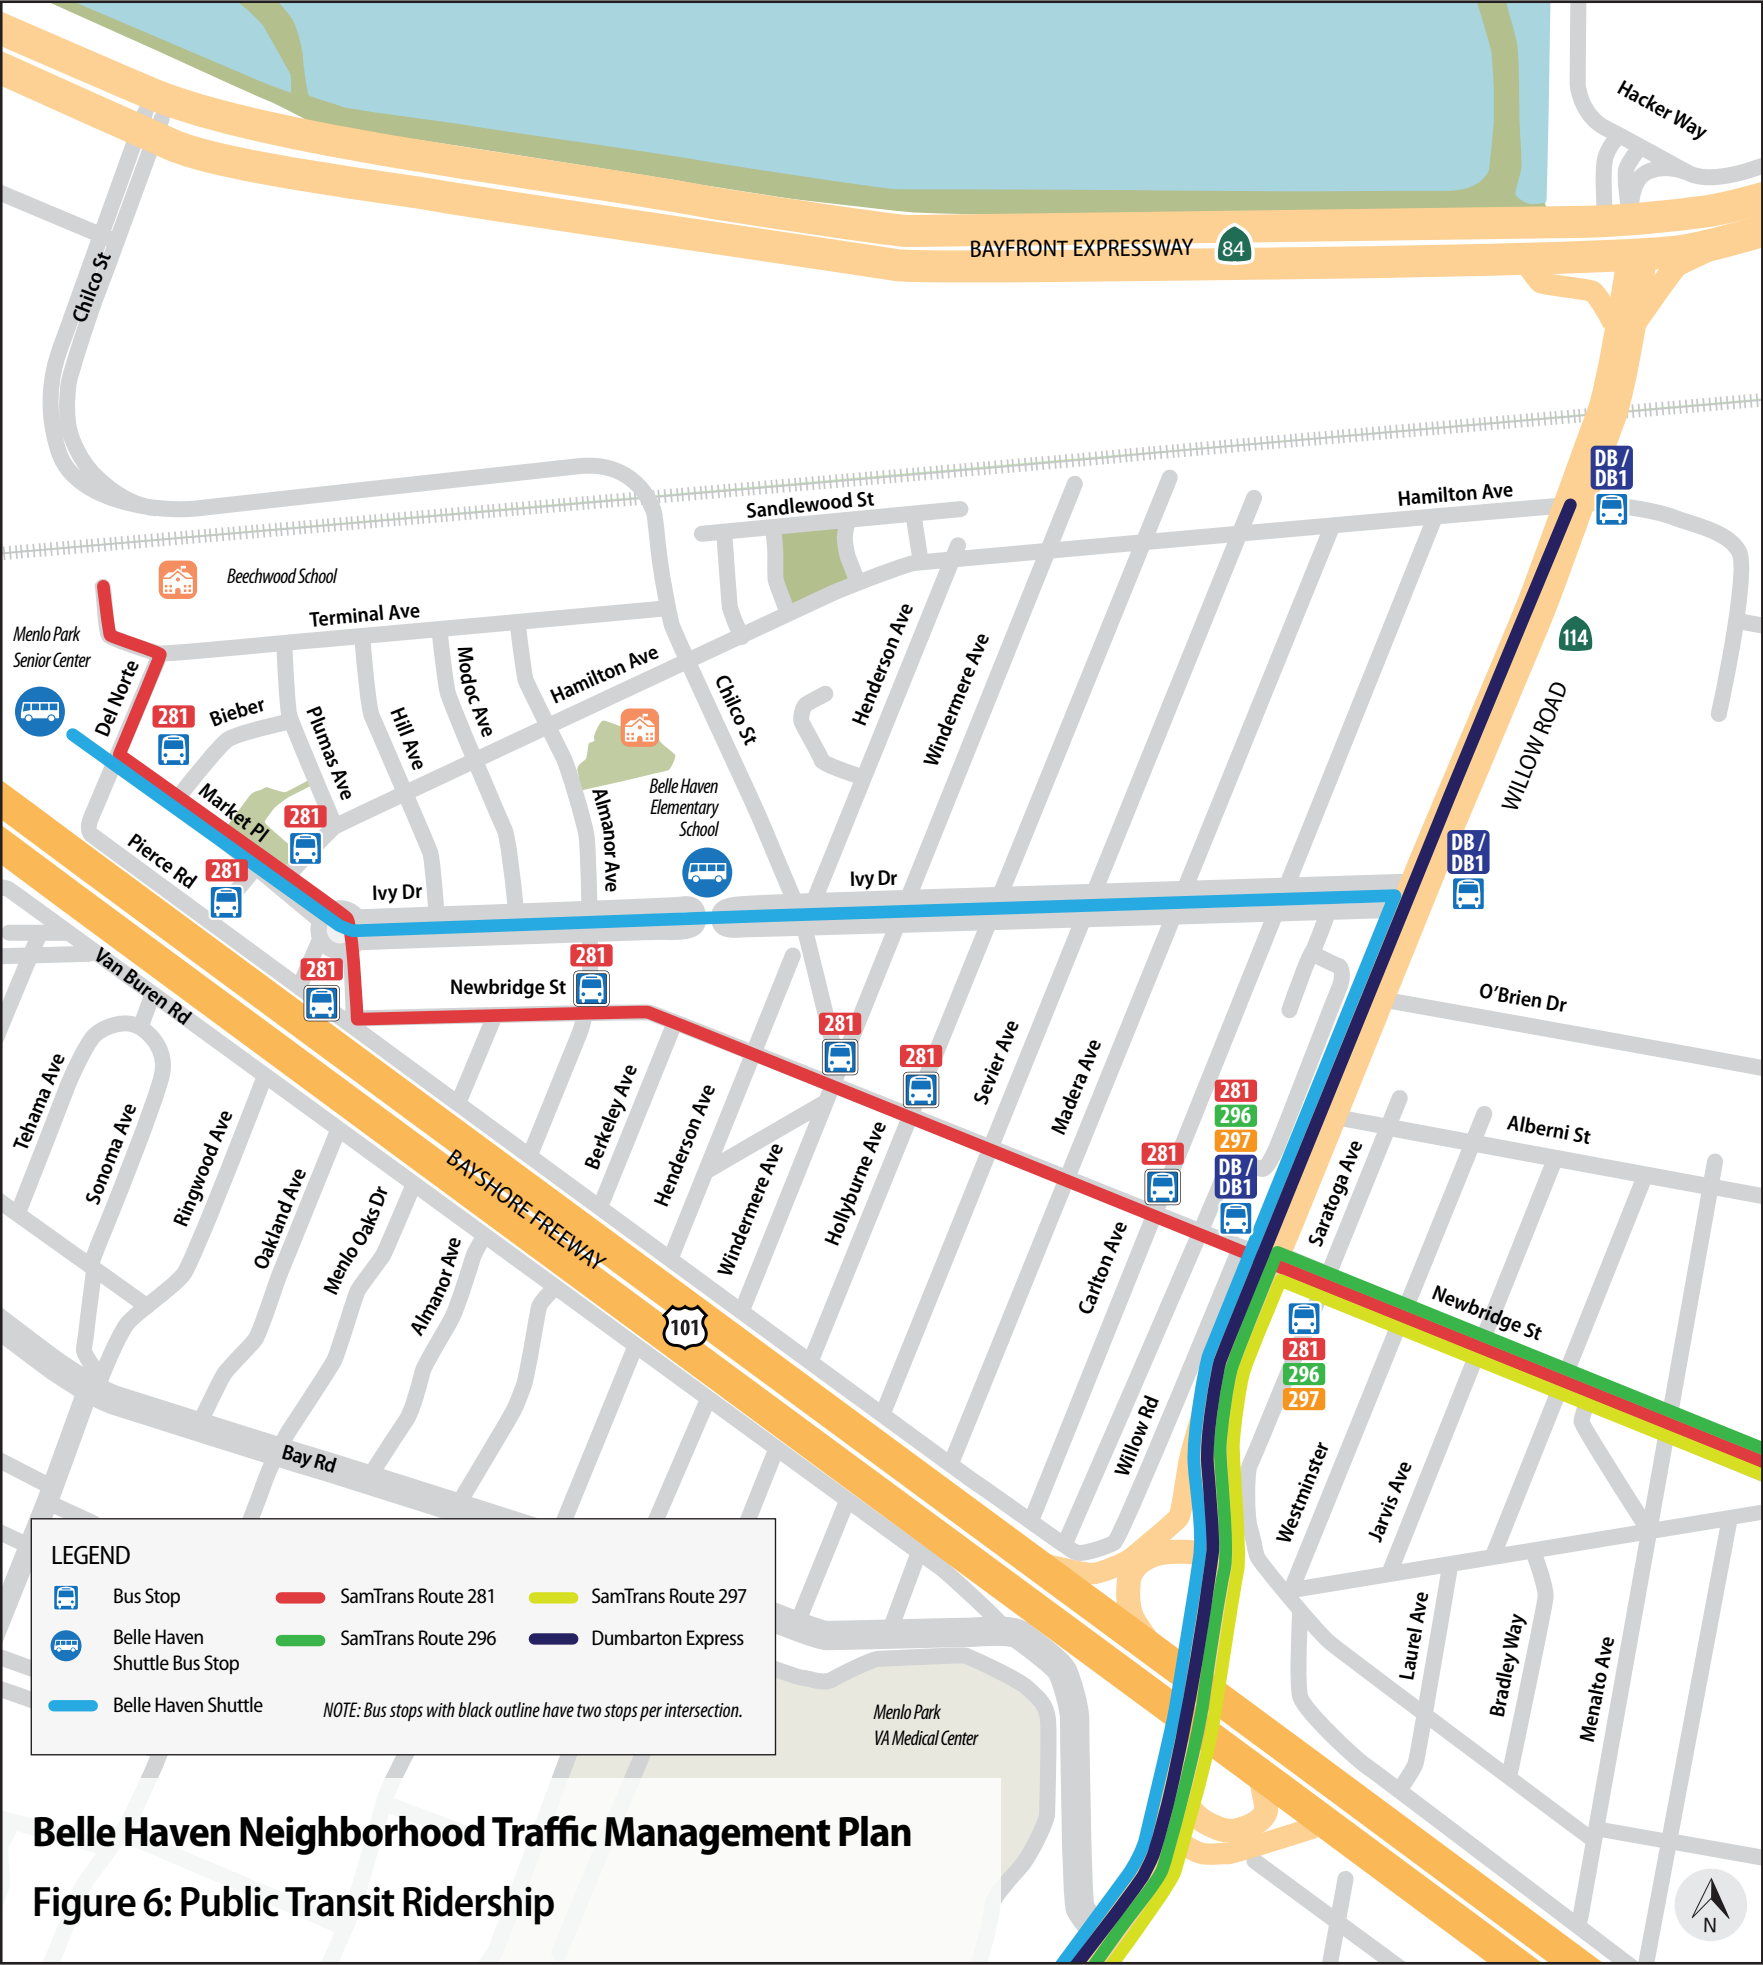 Hacker Way
BAYFRONT EXPRESSWAY
84
Chilco St
DB /
DB1
Hamilton Ave
Sandlewood St
Beechwood School
Terminal Ave
Menlo Park
Senior Center
114
Del Norte
281
Bieber
Plumas Ave
Hill Ave
Modoc Ave
Hamilton Ave
Chilco St
Henderson Ave
Windermere Ave
WILLOW ROAD
Belle Haven
Elementary
School
Market Pl
281
Pierce Rd
281
Almanor Ave
Ivy Dr
Ivy Dr
DB /
DB1
Van Buren Rd
281
281
Newbridge St
O'Brien Dr
281
281
Sevier Ave
Madera Ave
281
296
297
DB /
DB1
281
Alberni St
Tehama Ave
Sonoma Ave
Ringwood Ave
Oakland Ave
Menlo Oaks Dr
Almanor Ave
BAYSHORE FREEWAY
101
Berkeley Ave
Henderson Ave
Windermere Ave
Hollyburne Ave
Carlton Ave
Saratoga Ave
Newbridge St
281
296
297
Willow Rd
Westminster
Jarvis Ave
Bay Rd
Laurel Ave
Bradley Way
Menalto Ave
LEGEND
Bus Stop
SamTrans Route 281
SamTrans Route 297
Belle Haven
Shuttle Bus Stop
SamTrans Route 296
Dumbarton Express
Belle Haven Shuttle
NOTE: Bus stops with black outline have two stops per intersection.
Menlo Park
VA Medical Center
Belle Haven Neighborhood Traffic Management Plan
Figure 6: Public Transit Ridership
N